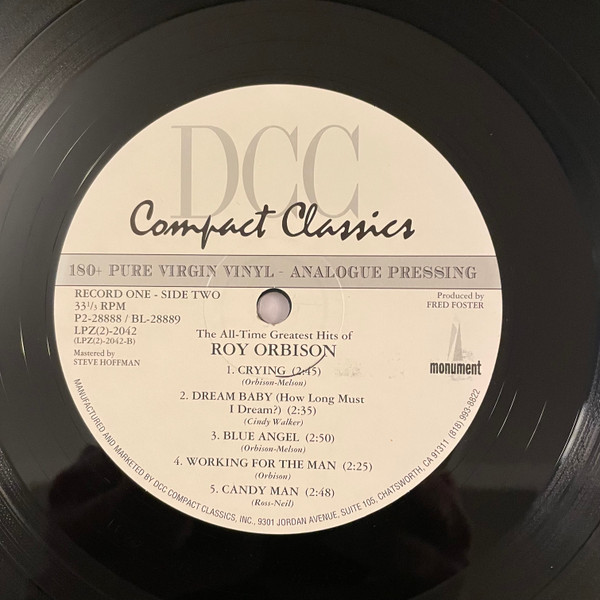 DCC
Compact Classics
180+ PURE VIRGIN VINYL - ANALOGUE PRESSING
RECORD ONE - SIDE TWO
33 1/3 RPM
P2-28888 / BL-28889
LPZ(2)-2042
(LPZ(2)-2042-B)
Mastered by
STEVE HOFFMAN
Produced by
FRED FOSTER
monument
The All-Time Greatest Hits of
ROY ORBISON
1. CRYING (2:45)
(Orbison-Melson)
2. DREAM BABY (How Long Must
I Dream?) (2:35)
(Cindy Walker)
3. BLUE ANGEL (2:50)
(Orbison-Melson)
4. WORKING FOR THE MAN (2:25)
(Orbison)
5. CANDY MAN (2:48)
(Ross-Neil)
MANUFACTURED AND MARKETED BY DCC COMPACT CLASSICS, INC., 9301 JORDAN AVENUE, SUITE 105, CHATSWORTH, CA 91311 (818) 993-8822